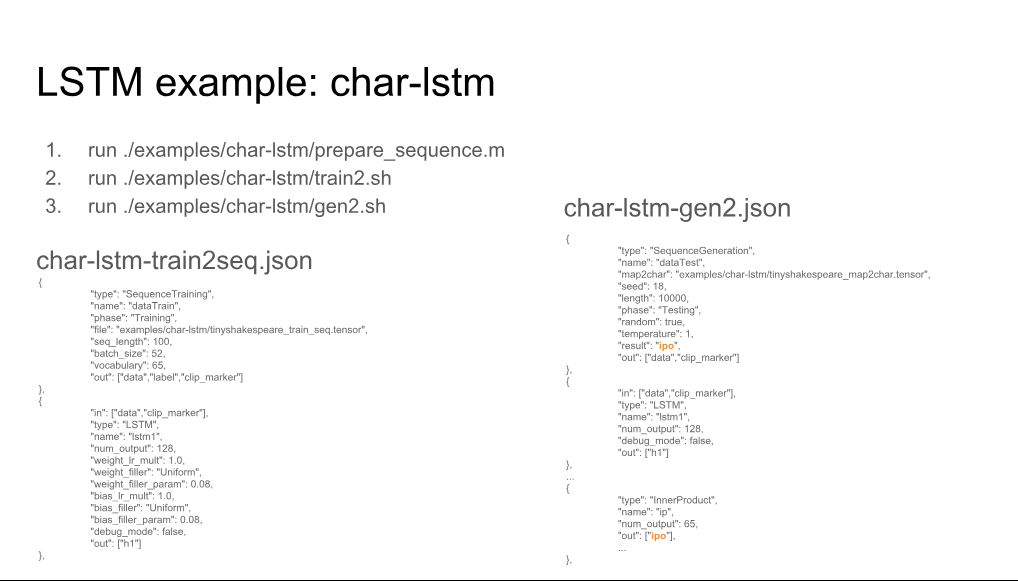 LSTM example: char-lstm
1. run ./examples/char-lstm/prepare_sequence.m
2. run ./examples/char-lstm/train2.sh
3. run ./examples/char-lstm/gen2.sh
char-lstm-train2seq.json
{
"type": "SequenceTraining",
"name": "dataTrain",
"phase": "Training",
"file": "examples/char-lstm/tinyshakespeare_train_seq.tensor",
"seq_length": 100,
"batch_size": 52,
"vocabulary": 65,
"out": ["data","label","clip_marker"]
},
{
"in": ["data","clip_marker"],
"type": "LSTM",
"name": "lstm1",
"num_output": 128,
"weight_lr_mult": 1.0,
"weight_filler": "Uniform",
"weight_filler_param": 0.08,
"bias_lr_mult": 1.0,
"bias_filler": "Uniform",
"bias_filler_param": 0.08,
"debug_mode": false,
"out": ["h1"]
},
char-lstm-gen2.json
{
"type": "SequenceGeneration",
"name": "dataTest",
"map2char": "examples/char-lstm/tinyshakespeare_map2char.tensor",
"seed": 18,
"length": 10000,
"phase": "Testing",
"random": true,
"temperature": 1,
"result": "ipo",
"out": ["data","clip_marker"]
},
{
"in": ["data","clip_marker"],
"type": "LSTM",
"name": "lstm1",
"num_output": 128,
"debug_mode": false,
"out": ["h1"]
},
...
{
"type": "InnerProduct",
"name": "ip",
"num_output": 65,
"out": ["ipo"],
...
},